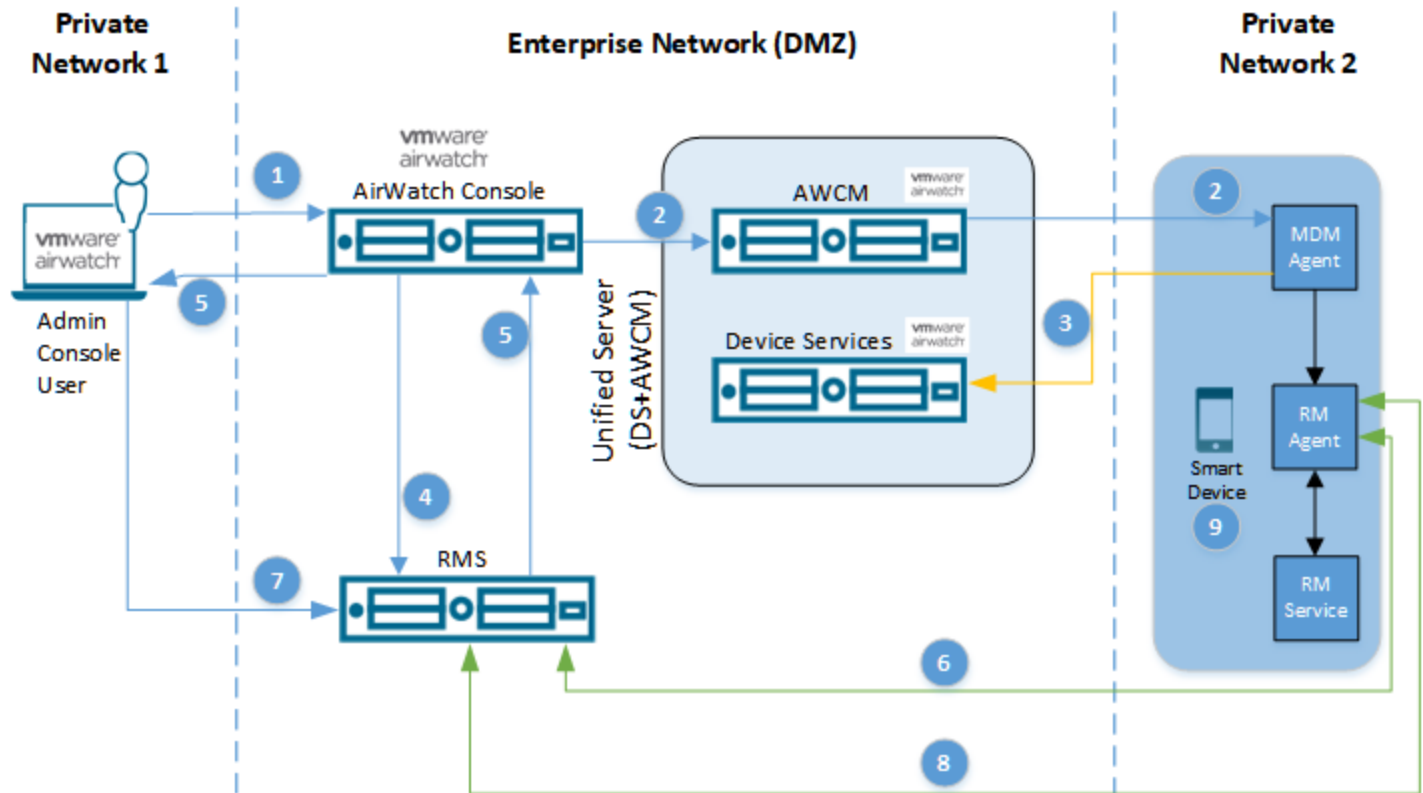 Private
Network 1
Enterprise Network (DMZ)
Private
Network 2
vmware
airwatch
AirWatch Console
1
vmware
airwatch
5
Admin
Console
User
2
AWCM
vmware
airwatch
Device Services
vmware
airwatch
Unified Server
(DS+AWCM)
2
MDM
Agent
3
RM
Agent
Smart
Device
9
RM
Service
5
4
RMS
7
6
8